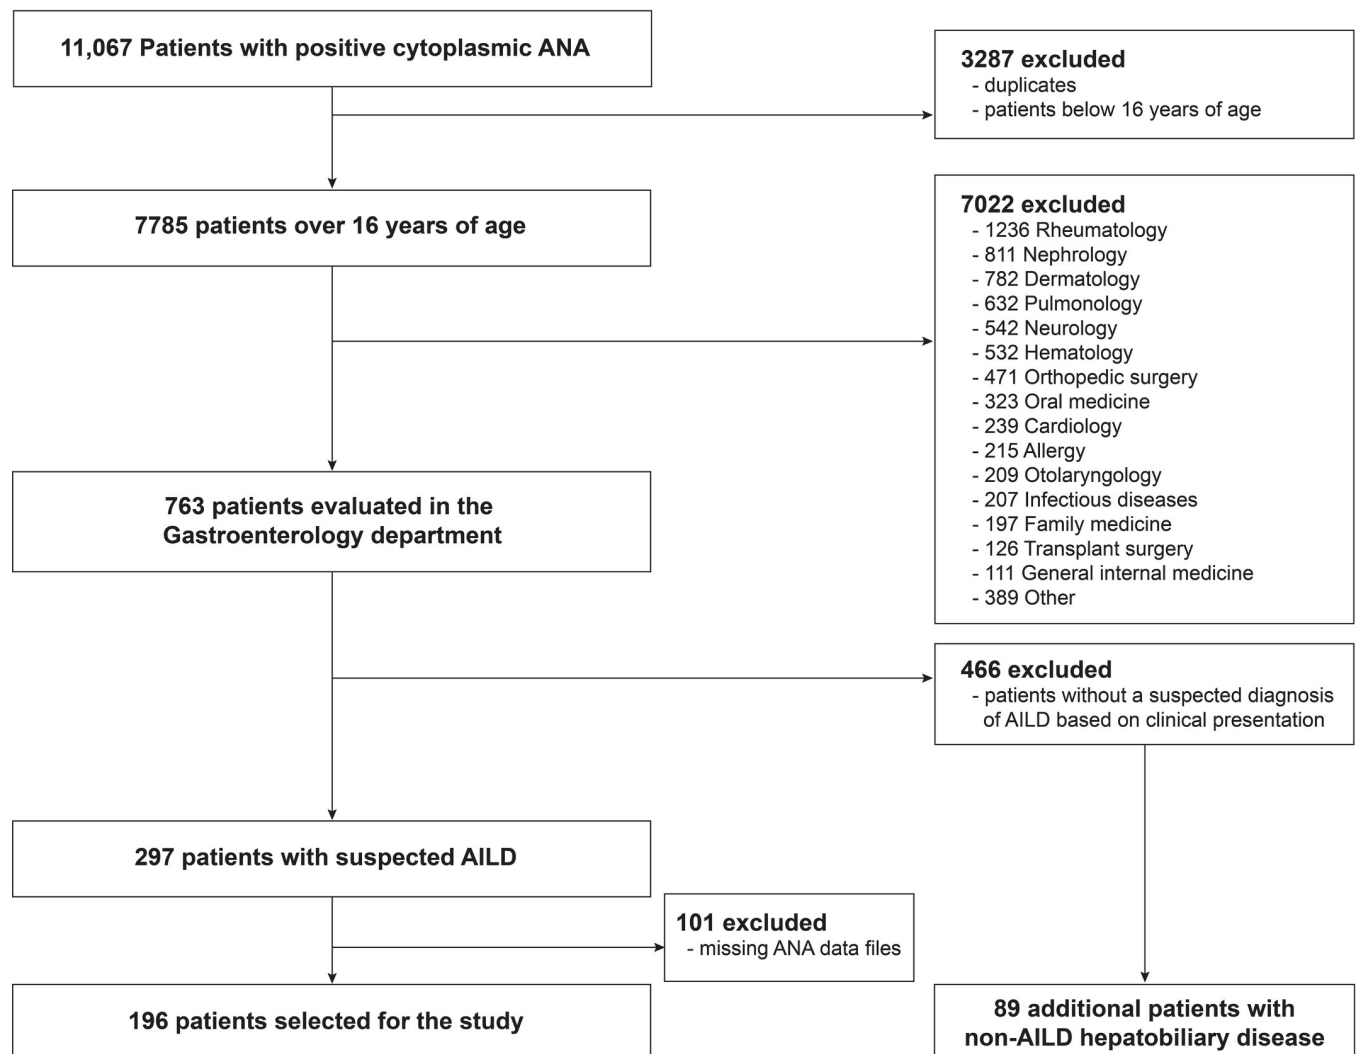 11,067 Patients with positive cytoplasmic ANA
3287 excluded
- duplicates
- patients below 16 years of age
7785 patients over 16 years of age
7022 excluded
- 1236 Rheumatology
- 811 Nephrology
- 782 Dermatology
- 632 Pulmonology
- 542 Neurology
- 532 Hematology
- 471 Orthopedic surgery
- 323 Oral medicine
- 239 Cardiology
- 215 Allergy
- 209 Otolaryngology
- 207 Infectious diseases
- 197 Family medicine
- 126 Transplant surgery
- 111 General internal medicine
- 389 Other
763 patients evaluated in the
Gastroenterology department
466 excluded
- patients without a suspected diagnosis
of AILD based on clinical presentation
297 patients with suspected AILD
101 excluded
- missing ANA data files
196 patients selected for the study
89 additional patients with
non-AILD hepatobiliary disease